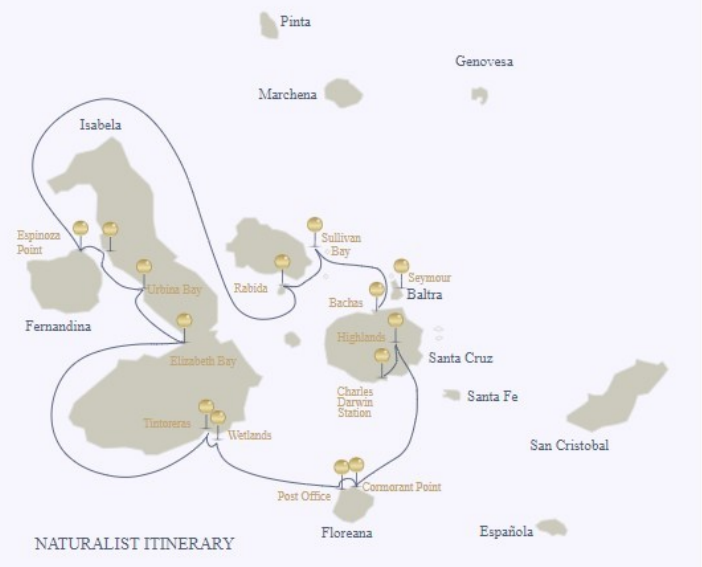 Pinta
Genovesa
Marchena
Isabela
Espinoza
Point
Sullivan
Bay
Seymour
Urbina Bay
Rabida
Baltra
Bachas
Fernandina
Highlands
Elizabeth Bay
Santa Cruz
Charles
Darwin
Station
Santa Fe
Tintoreras
Wetlands
San Cristobal
Cormorant Point
Post Office
Floreana
Española
NATURALIST ITINERARY